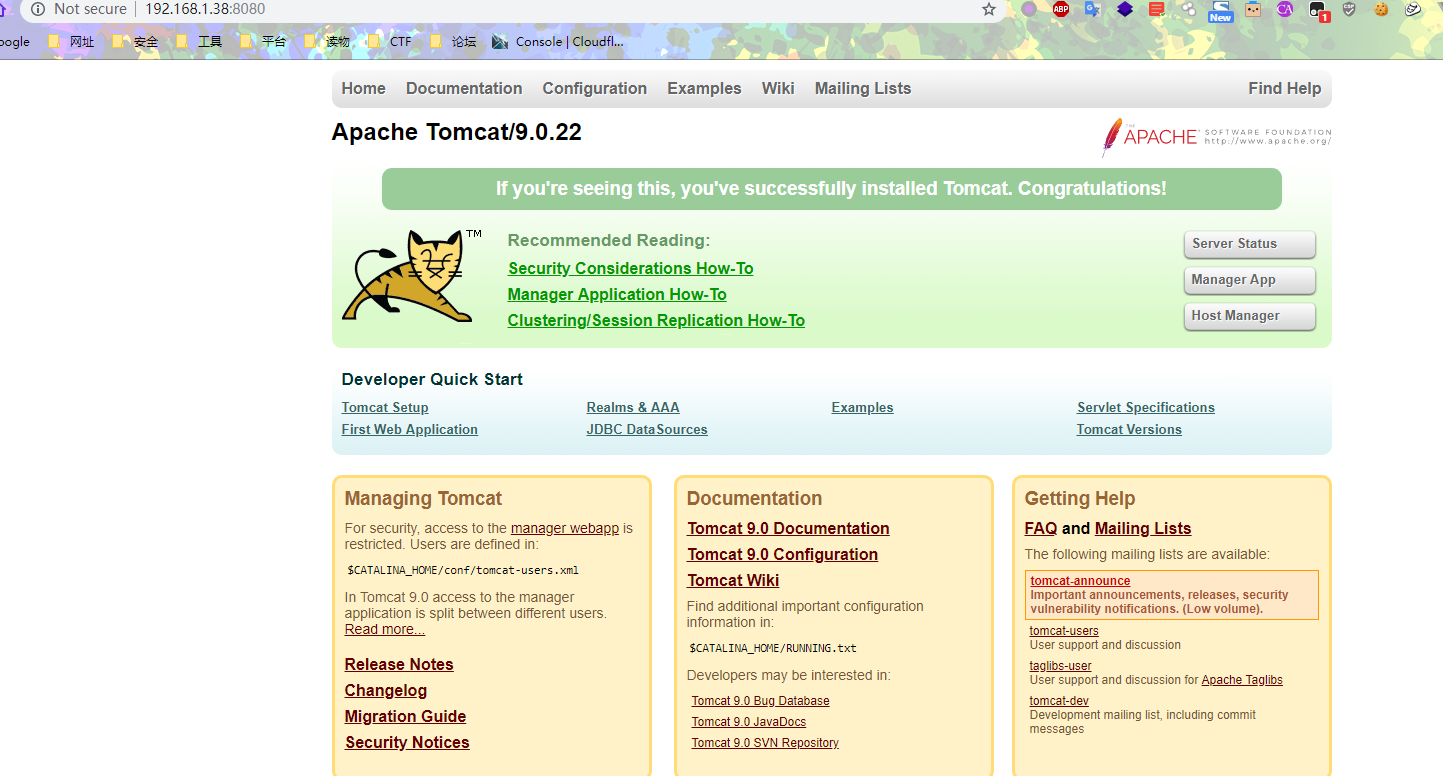 Not secure 192.168.1.38:8080
New
1
oogle 网址 安全 工具 平台 读物 CTF 论坛 Console | Cloudfl...
Home Documentation Configuration Examples Wiki Mailing Lists Find Help
Apache Tomcat/9.0.22
THE APACHE SOFTWARE FOUNDATION
http://www.apache.org/
If you're seeing this, you've successfully installed Tomcat. Congratulations!
TM
Recommended Reading:
Security Considerations How-To
Manager Application How-To
Clustering/Session Replication How-To
Server Status
Manager App
Host Manager
Developer Quick Start
Tomcat Setup
First Web Application
Realms & AAA
JDBC DataSources
Examples
Servlet Specifications
Tomcat Versions
Managing Tomcat
For security, access to the manager webapp is
restricted. Users are defined in:
$CATALINA_HOME/conf/tomcat-users.xml
In Tomcat 9.0 access to the manager
application is split between different users.
Read more...
Release Notes
Changelog
Migration Guide
Security Notices
Documentation
Tomcat 9.0 Documentation
Tomcat 9.0 Configuration
Tomcat Wiki
Find additional important configuration
information in:
$CATALINA_HOME/RUNNING.txt
Developers may be interested in:
Tomcat 9.0 Bug Database
Tomcat 9.0 JavaDocs
Tomcat 9.0 SVN Repository
Getting Help
FAQ and Mailing Lists
The following mailing lists are available:
tomcat-announce
Important announcements, releases, security
vulnerability notifications. (Low volume).
tomcat-users
User support and discussion
taglibs-user
User support and discussion for Apache Taglibs
tomcat-dev
Development mailing list, including commit
messages